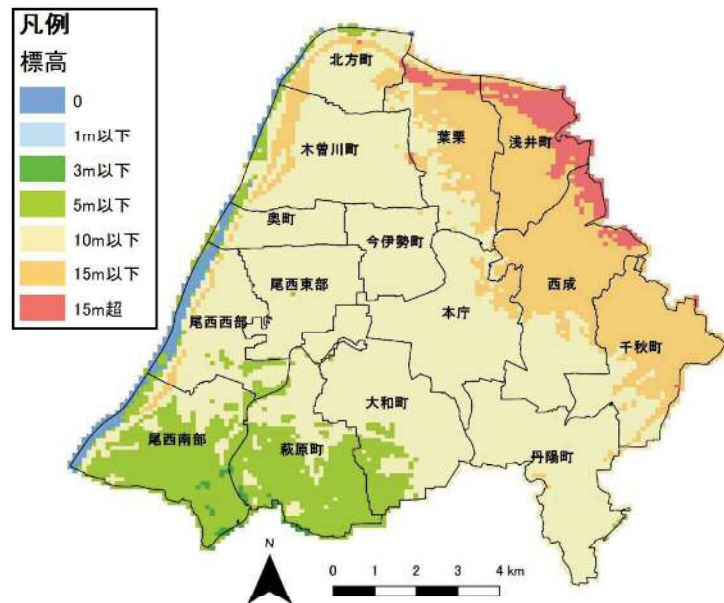 凡例
標高
0
1m以下
3m以下
5m以下
10m以下
15m以下
15m超
北方町
葉栗
浅井町
木曽川町
奥町
今伊勢町
尾西東部
西成
尾西西部
本庁
千秋町
大和町
尾西南部
萩原町
丹陽町
N
0 1 2 3 4 km